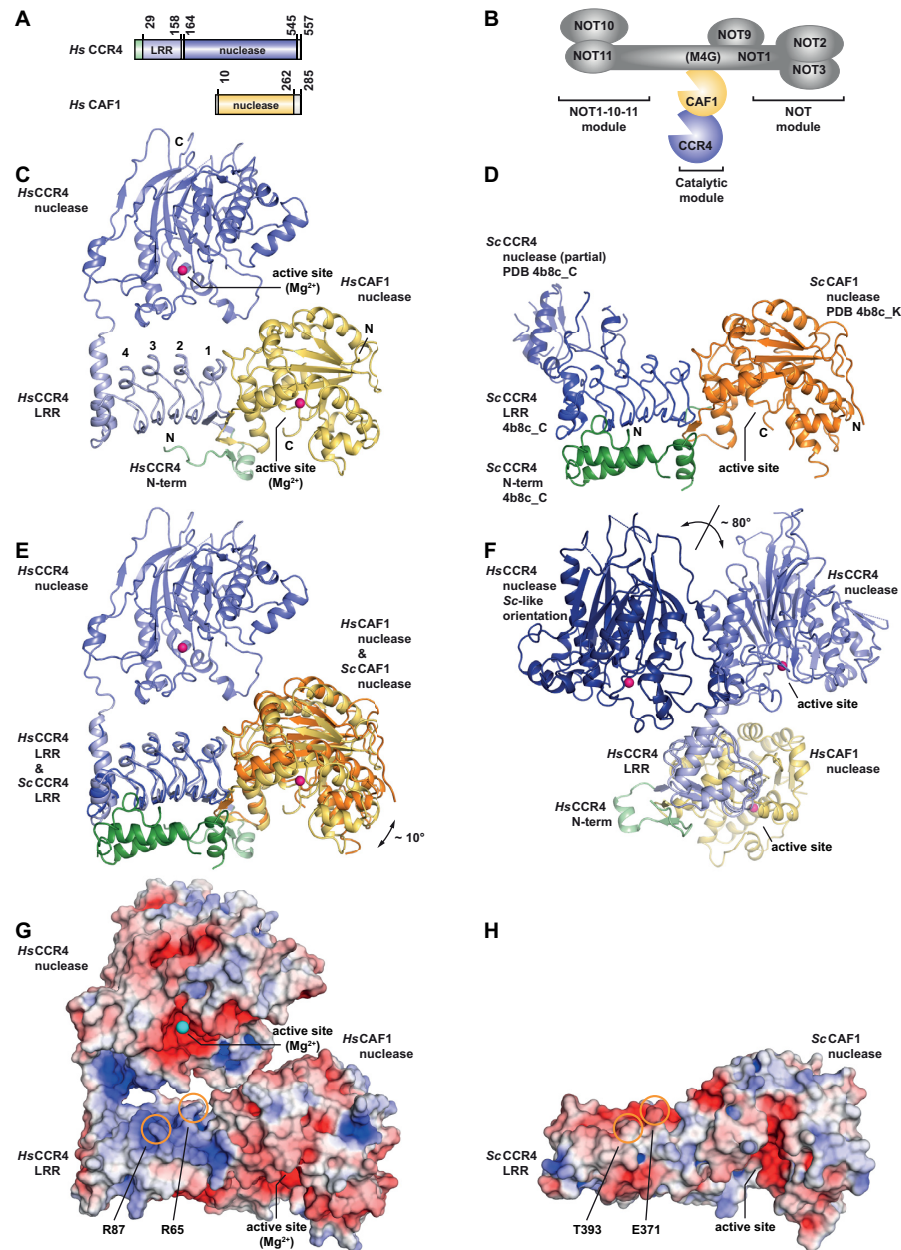 A
29
158
164
545
557
Hs CCR4
LRR
nuclease
10
262
285
Hs CAF1
nuclease
B
NOT10
NOT11
(M4G)
NOT9
NOT1
NOT2
NOT3
CAF1
CCR4
NOT1-10-11
module
NOT
module
Catalytic
module
C
C
HsCCR4
nuclease
active site
(Mg2+)
HsCAF1
nuclease
N
4
3
2
1
HsCCR4
LRR
N
C
HsCCR4
N-term
active site
(Mg2+)
D
ScCCR4
nuclease (partial)
PDB 4b8c_C
ScCAF1
nuclease
PDB 4b8c_K
ScCCR4
LRR
4b8c_C
N
C
N
active site
ScCCR4
N-term
4b8c_C
E
HsCCR4
nuclease
HsCAF1
nuclease
&
ScCAF1
nuclease
HsCCR4
LRR
&
ScCCR4
LRR
~ 10°
F
~ 80°
HsCCR4
nuclease
Sc-like
orientation
HsCCR4
nuclease
active site
HsCCR4
LRR
HsCAF1
nuclease
HsCCR4
N-term
active site
G
HsCCR4
nuclease
active site
(Mg2+)
HsCAF1
nuclease
HsCCR4
LRR
R87
R65
active site
(Mg2+)
H
ScCAF1
nuclease
ScCCR4
LRR
T393
E371
active site